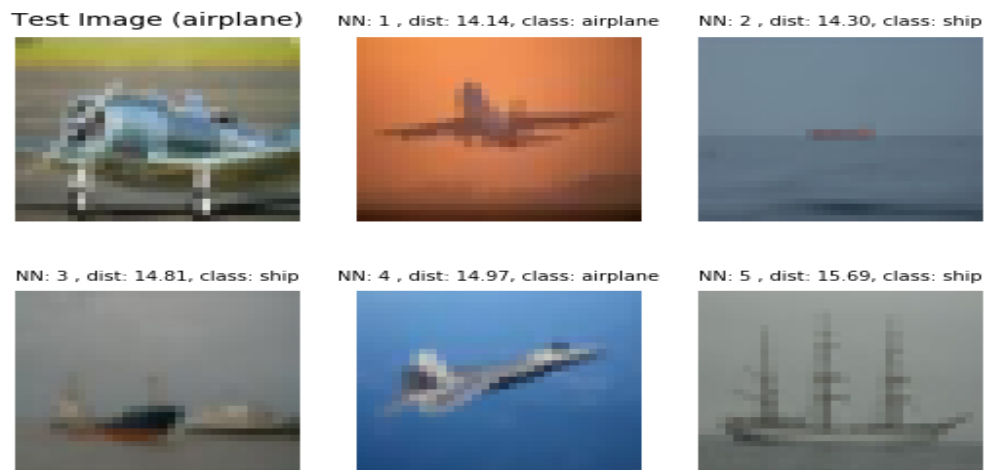 Test Image (airplane)
NN: 1 , dist: 14.14, class: airplane
NN: 2 , dist: 14.30, class: ship
NN: 3 , dist: 14.81, class: ship
NN: 4 , dist: 14.97, class: airplane
NN: 5 , dist: 15.69, class: ship